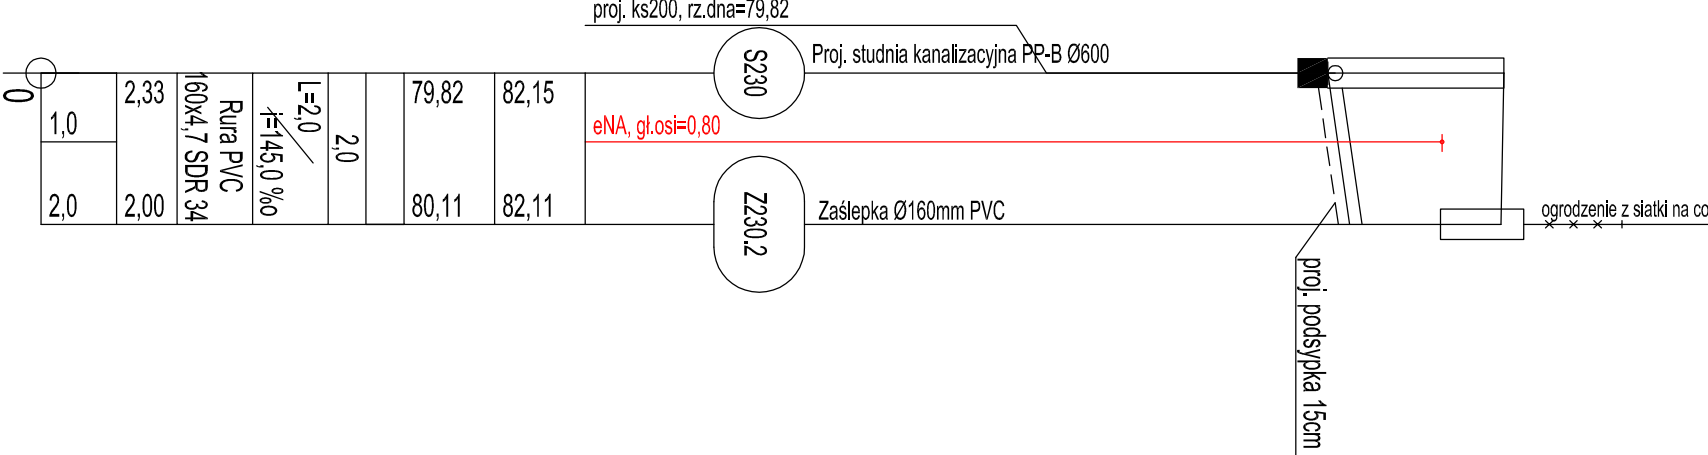 proj. ks200, rz.dna=79,82
S230
Proj. studnia kanalizacyjna PP-B Ø600
0
1,0
2,33
160x4,7 SDR 34
Rura PVC
i=145,0 ‰
L=2,0
2,0
79,82
82,15
eNA, gł.osi=0,80
2,0
2,00
80,11
82,11
Z230.2
Zaślepka Ø160mm PVC
ogrodzenie z siatki na co
proj. podsypka 15cm